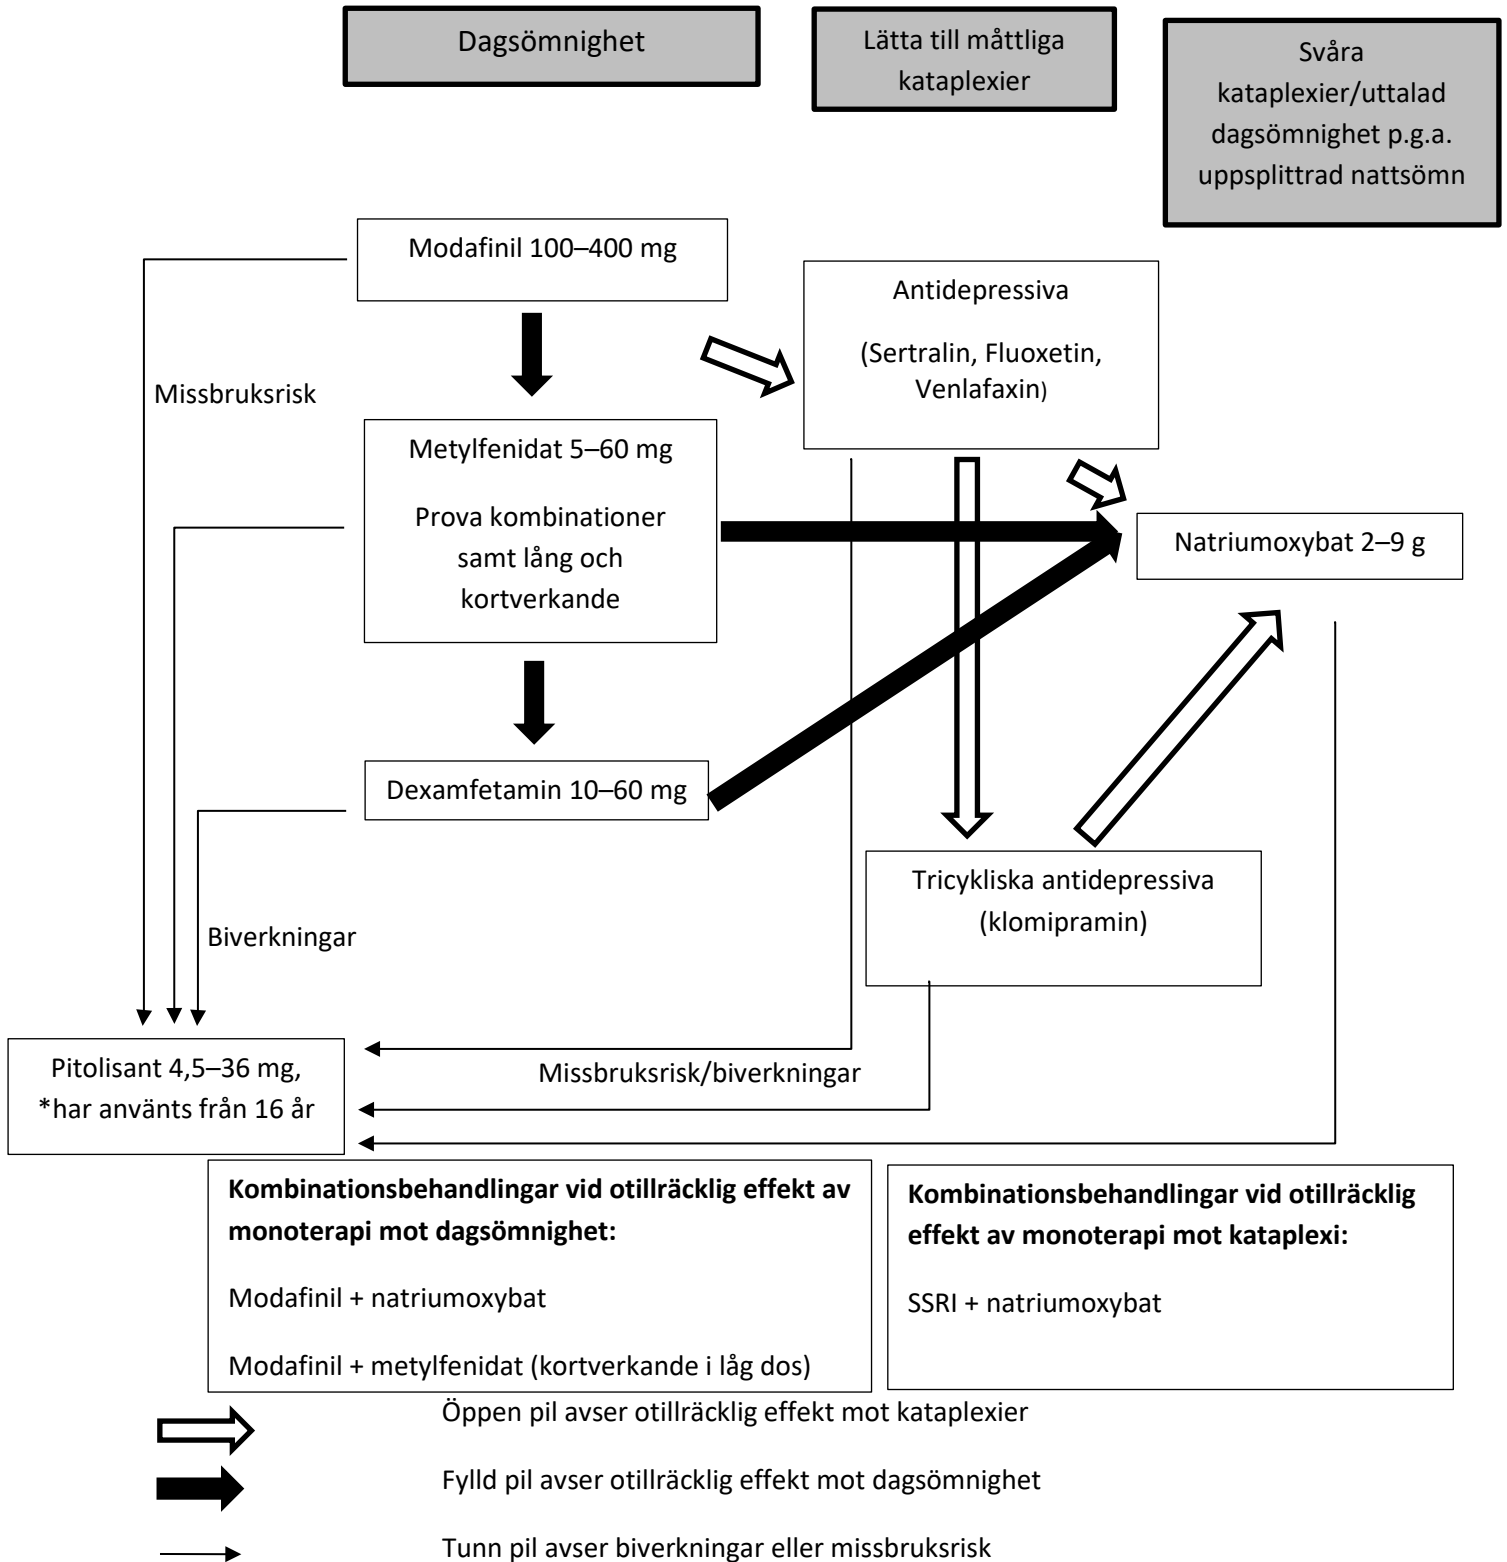 Dagsömnighet
Lätta till måttliga
kataplexier
Svåra
kataplexier/uttalad
dagsömnighet p.g.a.
uppsplittrad nattsömn
Modafinil 100–400 mg
Antidepressiva
(Sertralin, Fluoxetin,
Venlafaxin)
Missbruksrisk
Metylfenidat 5–60 mg
Prova kombinationer
samt lång och
kortverkande
Natriumoxybat 2–9 g
Dexamfetamin 10–60 mg
Tricykliska antidepressiva
(klomipramin)
Biverkningar
Pitolisant 4,5–36 mg,
*har använts från 16 år
Missbruksrisk/biverkningar
Kombinationsbehandlingar vid otillräcklig effekt av
monoterapi mot dagsömnighet:
Modafinil + natriumoxybat
Modafinil + metylfenidat (kortverkande i låg dos)
Kombinationsbehandlingar vid otillräcklig
effekt av monoterapi mot kataplexi:
SSRI + natriumoxybat
Öppen pil avser otillräcklig effekt mot kataplexier
Fylld pil avser otillräcklig effekt mot dagsömnighet
Tunn pil avser biverkningar eller missbruksrisk